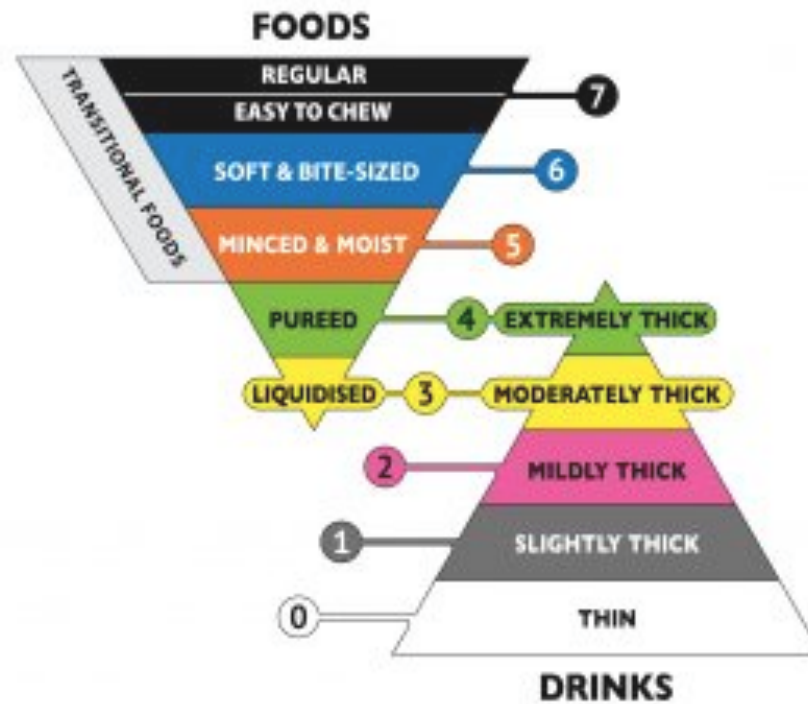 FOODS
TRANSITIONAL FOODS
REGULAR
EASY TO CHEW
7
SOFT & BITE-SIZED
6
MINCED & MOIST
5
PUREED
4
EXTREMELY THICK
LIQUIDISED
3
MODERATELY THICK
2
MILDLY THICK
1
SLIGHTLY THICK
0
THIN
DRINKS